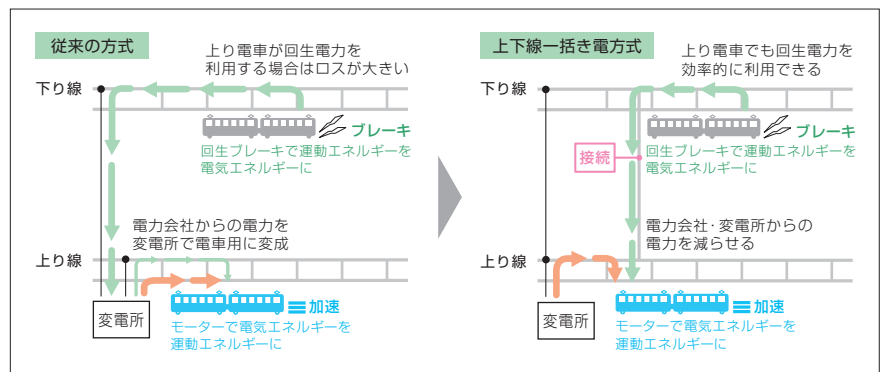 従来の方式
上り電車が回生電力を
利用する場合はロスが大きい
下り線
ブレーキ
回生ブレーキで運動エネルギーを
電気エネルギーに
電力会社からの電力を
変電所で電車用に変成
上り線
変電所
加速
モーターで電気エネルギーを
運動エネルギーに
上下線一括き電方式
上り電車でも回生電力を
効率的に利用できる
下り線
ブレーキ
接続
回生ブレーキで運動エネルギーを
電気エネルギーに
電力会社・変電所からの
電力を減らせる
上り線
変電所
加速
モーターで電気エネルギーを
運動エネルギーに